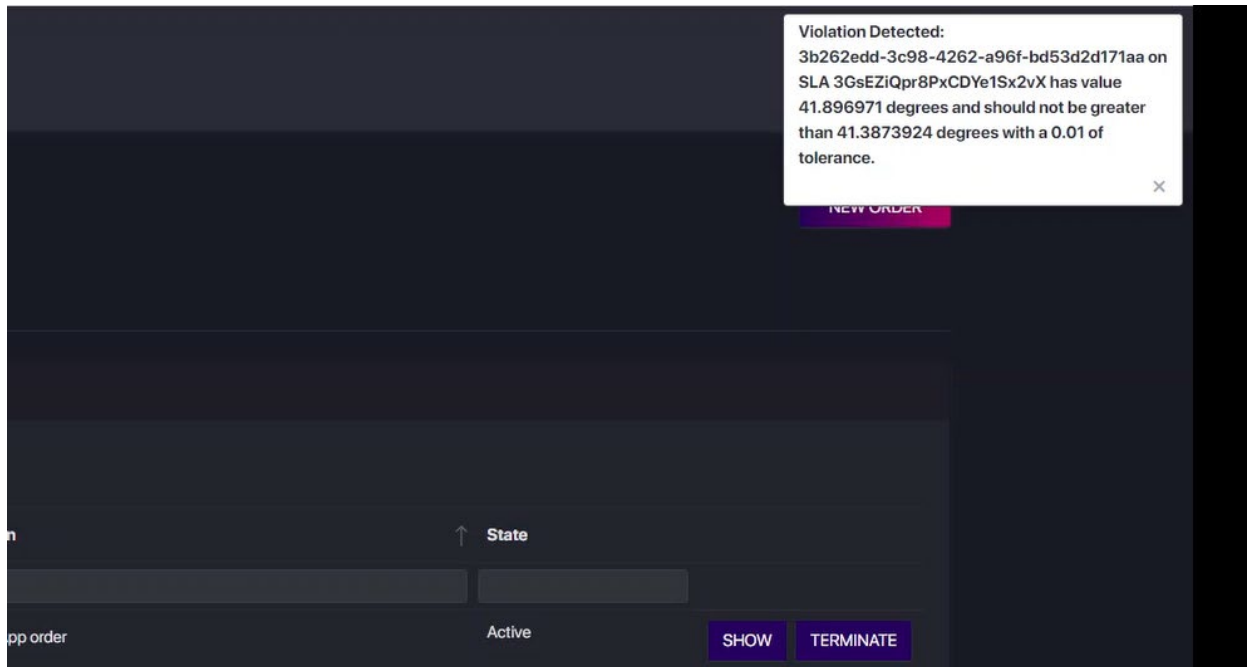 Violation Detected:
3b262edd-3c98-4262-a96f-bd53d2d171aa on
SLA 3GsEZiQpr8PxCDYe1Sx2vX has value
41.896971 degrees and should not be greater
than 41.3873924 degrees with a 0.01 of
tolerance.
NEW ORDER
n
State
pp order
Active
SHOW
TERMINATE